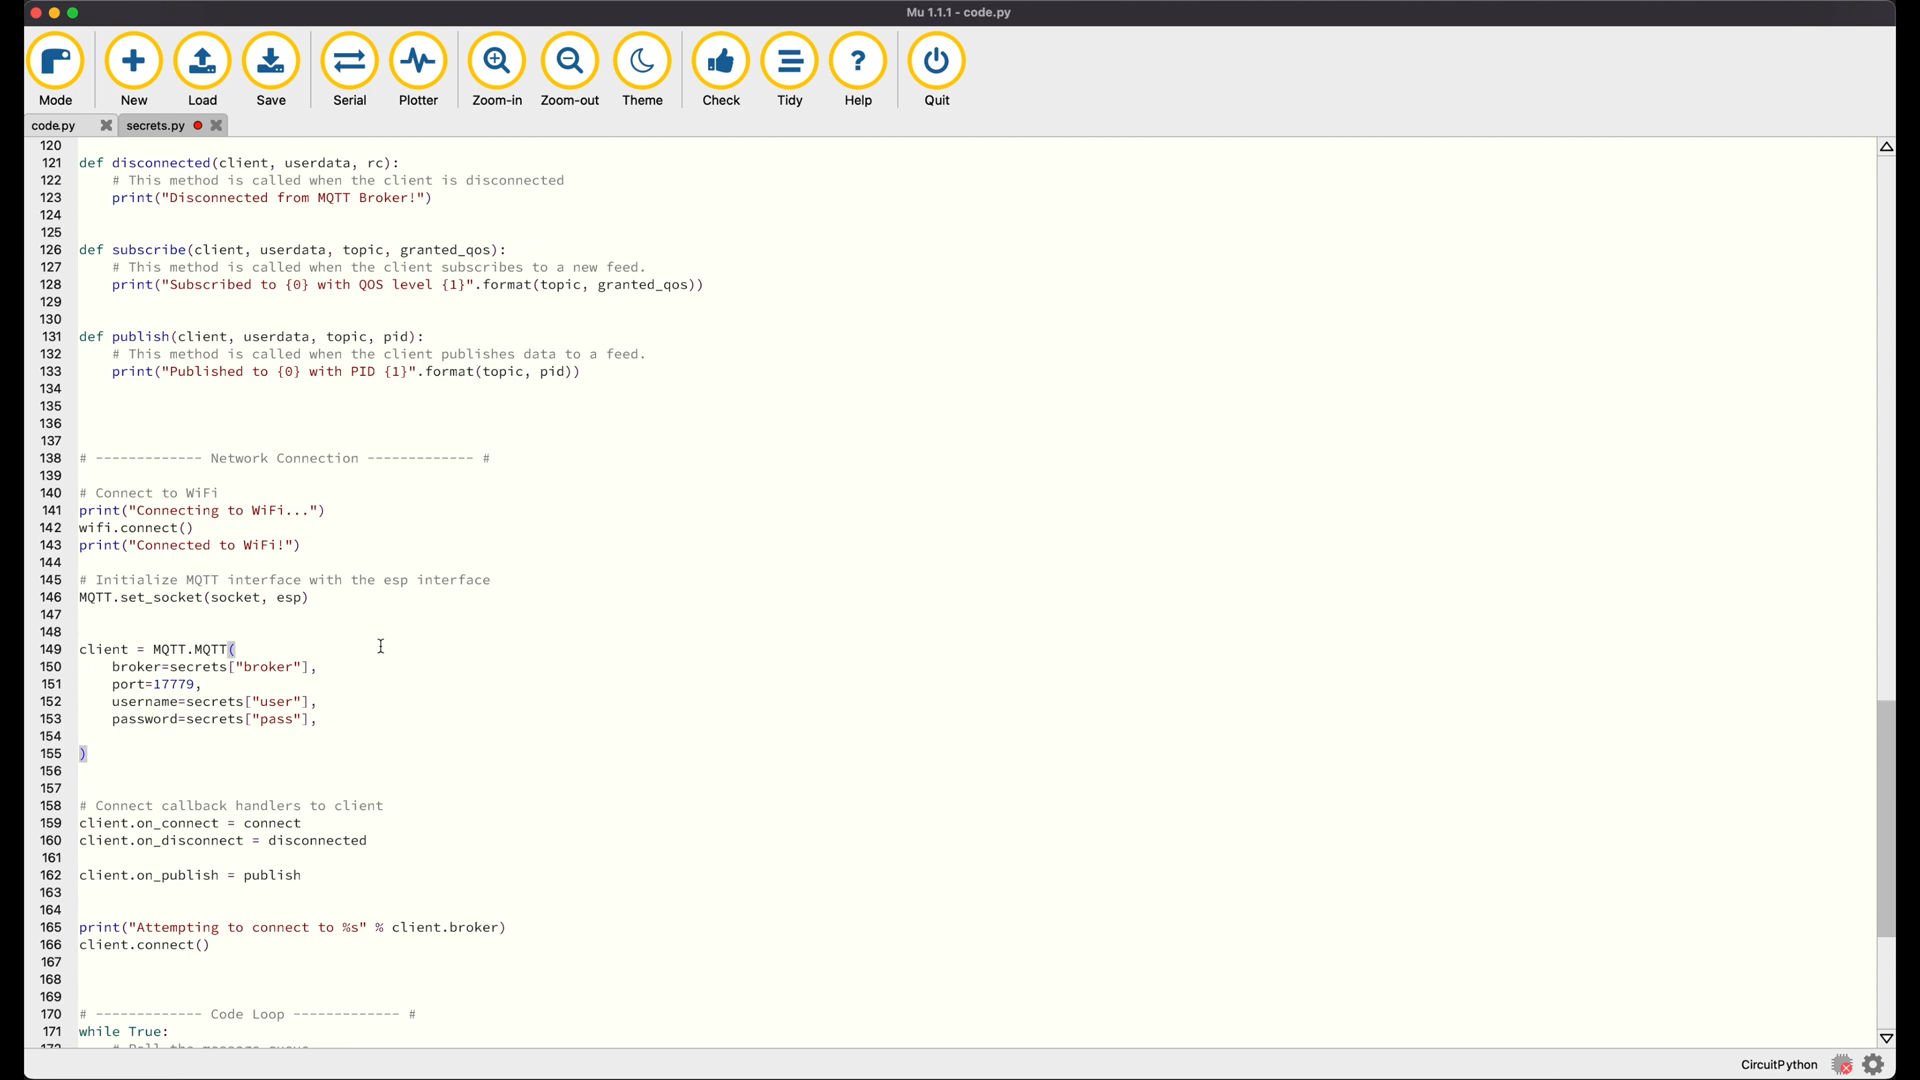 Mu 1.1.1 - code.py
Mode New Load Save Serial Plotter Zoom-in Zoom-out Theme Check Tidy Help Quit
code.py secrets.py
120
121 def disconnected(client, userdata, rc):
122     # This method is called when the client is disconnected
123     print("Disconnected from MQTT Broker!")
124
125
126 def subscribe(client, userdata, topic, granted_qos):
127     # This method is called when the client subscribes to a new feed.
128     print("Subscribed to {0} with QOS level {1}".format(topic, granted_qos))
129
130
131 def publish(client, userdata, topic, pid):
132     # This method is called when the client publishes data to a feed.
133     print("Published to {0} with PID {1}".format(topic, pid))
134
135
136
137
138 # ------------- Network Connection ------------- #
139
140 # Connect to WiFi
141 print("Connecting to WiFi...")
142 wifi.connect()
143 print("Connected to WiFi!")
144
145 # Initialize MQTT interface with the esp interface
146 MQTT.set_socket(socket, esp)
147
148
149 client = MQTT.MQTT(
150     broker=secrets["broker"],
151     port=17779,
152     username=secrets["user"],
153     password=secrets["pass"],
154
155 )
156
157
158 # Connect callback handlers to client
159 client.on_connect = connect
160 client.on_disconnect = disconnected
161
162 client.on_publish = publish
163
164
165 print("Attempting to connect to %s" % client.broker)
166 client.connect()
167
168
169
170 # ------------- Code Loop ------------- #
171 while True:
CircuitPython